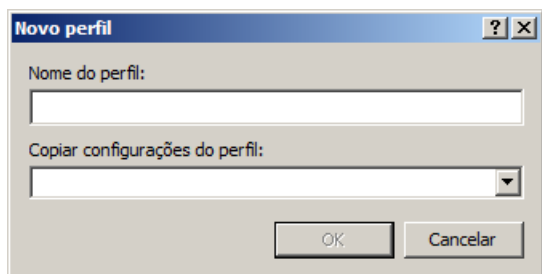 Novo perfil
Nome do perfil:
Copiar configurações do perfil:
OK Cancelar